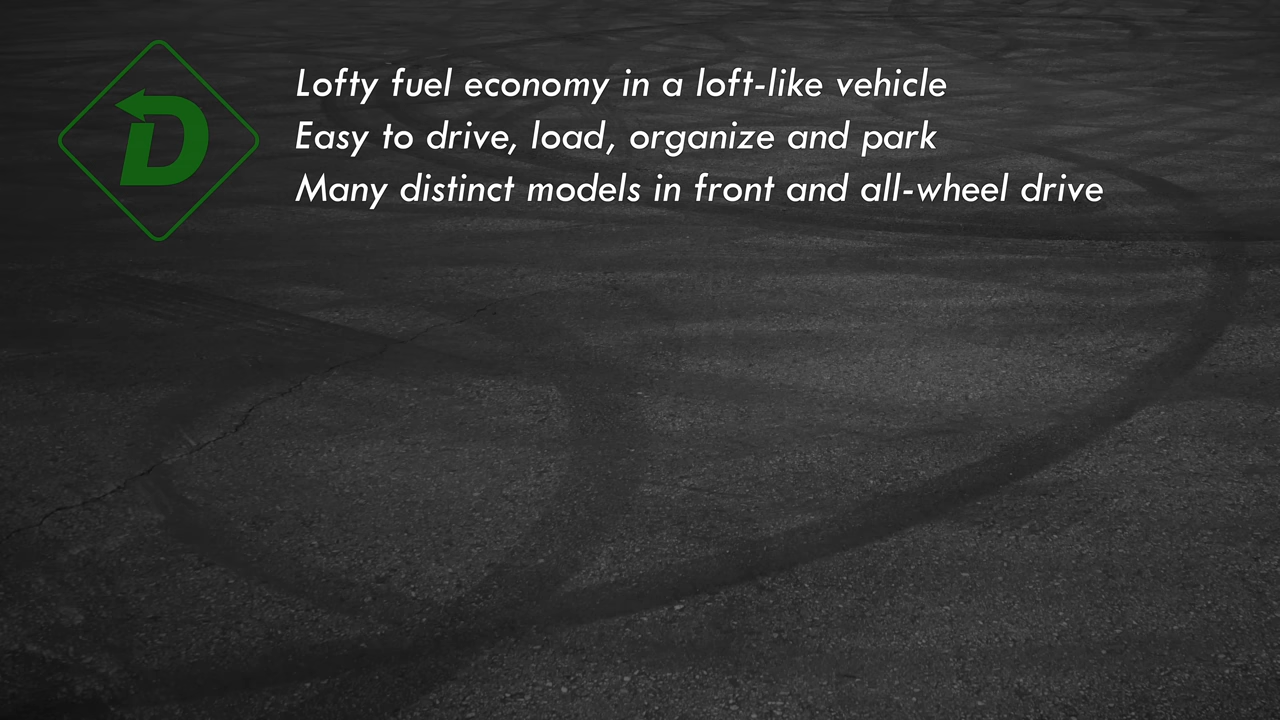 D
Lofty fuel economy in a loft-like vehicle
Easy to drive, load, organize and park
Many distinct models in front and all-wheel drive